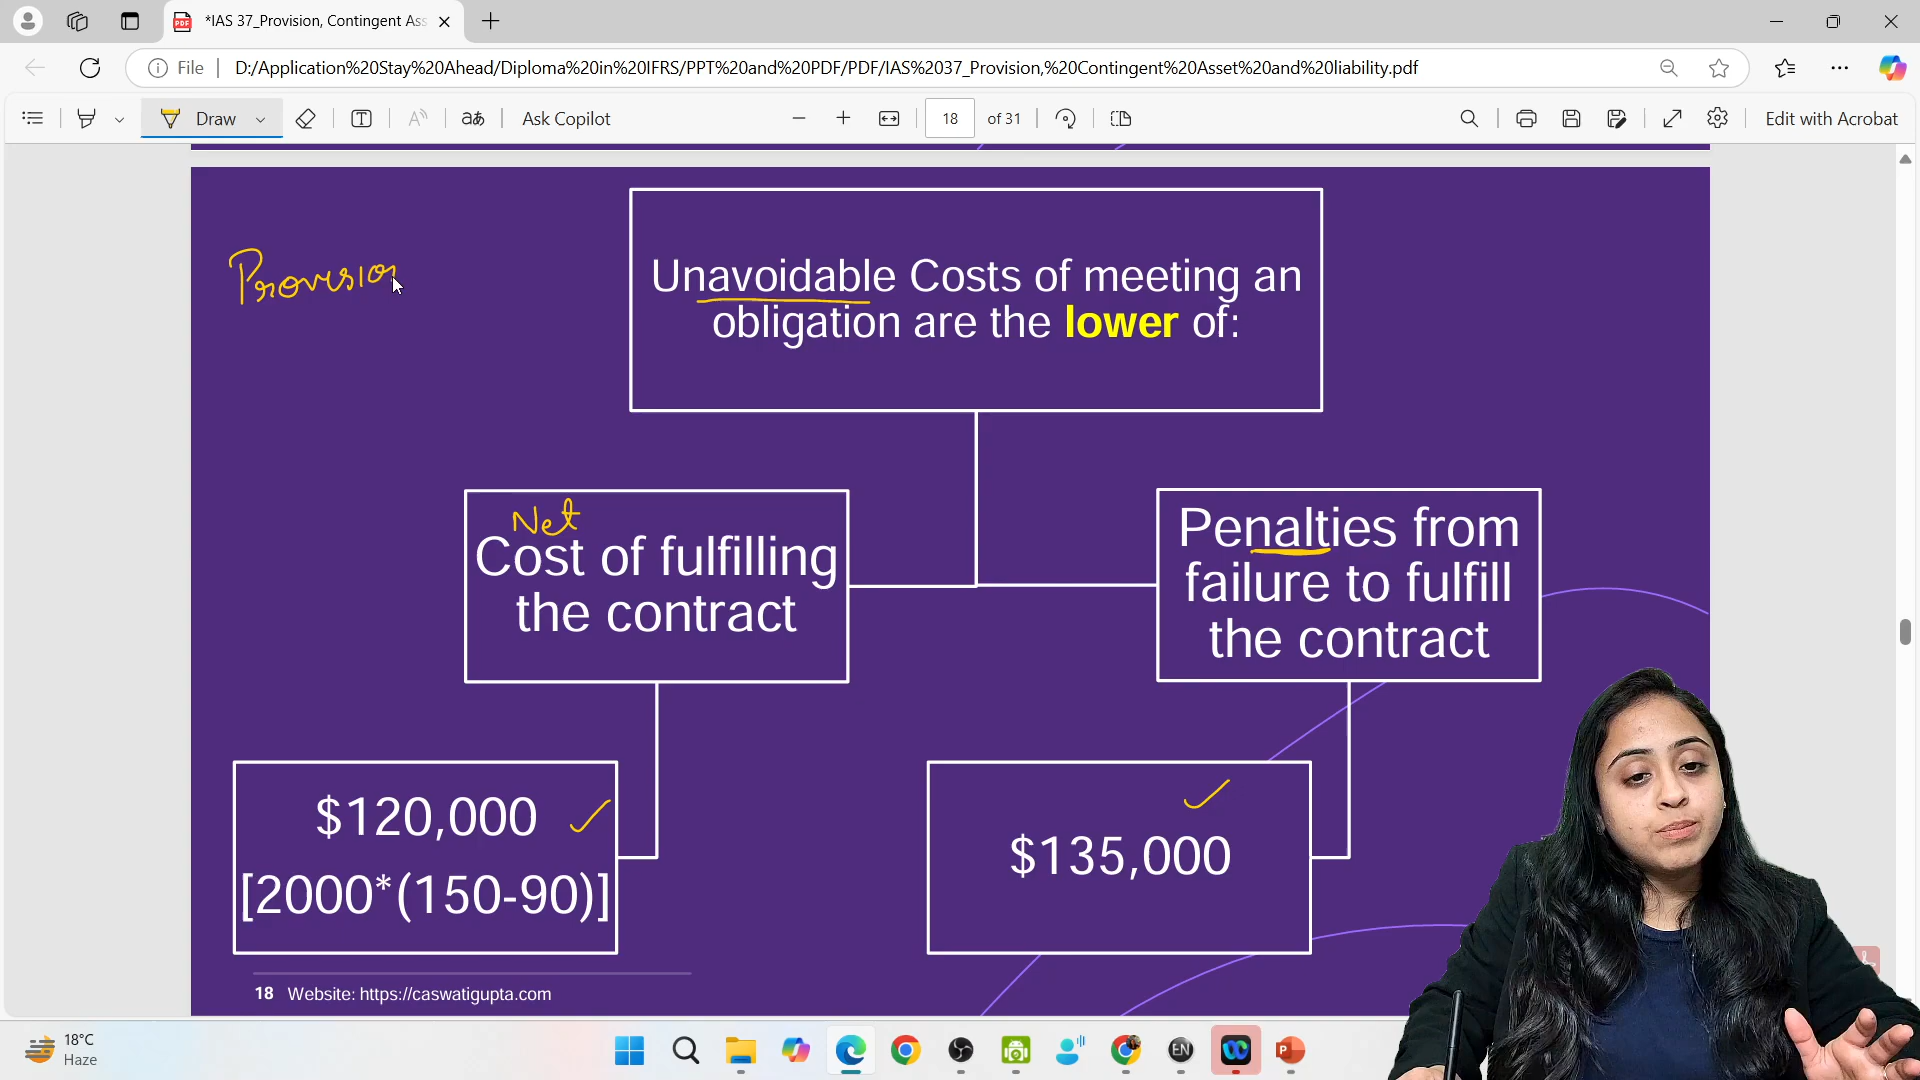 *IAS 37_Provision, Contingent Ass
File
D:/Application%20Stay%20Ahead/Diploma%20in%20IFRS/PPT%20and%20PDF/PDF/IAS%2037_Provision,%20Contingent%20Asset%20and%20liability.pdf
Draw
Ask Copilot
18
of 31
Edit with Acrobat
Provision
Unavoidable Costs of meeting an
obligation are the lower of:
Net
Cost of fulfilling
the contract
Penalties from
failure to fulfill
the contract
$120,000
[2000*(150-90)]
$135,000
18 Website: https://caswatigupta.com
18°C
Haze
EN